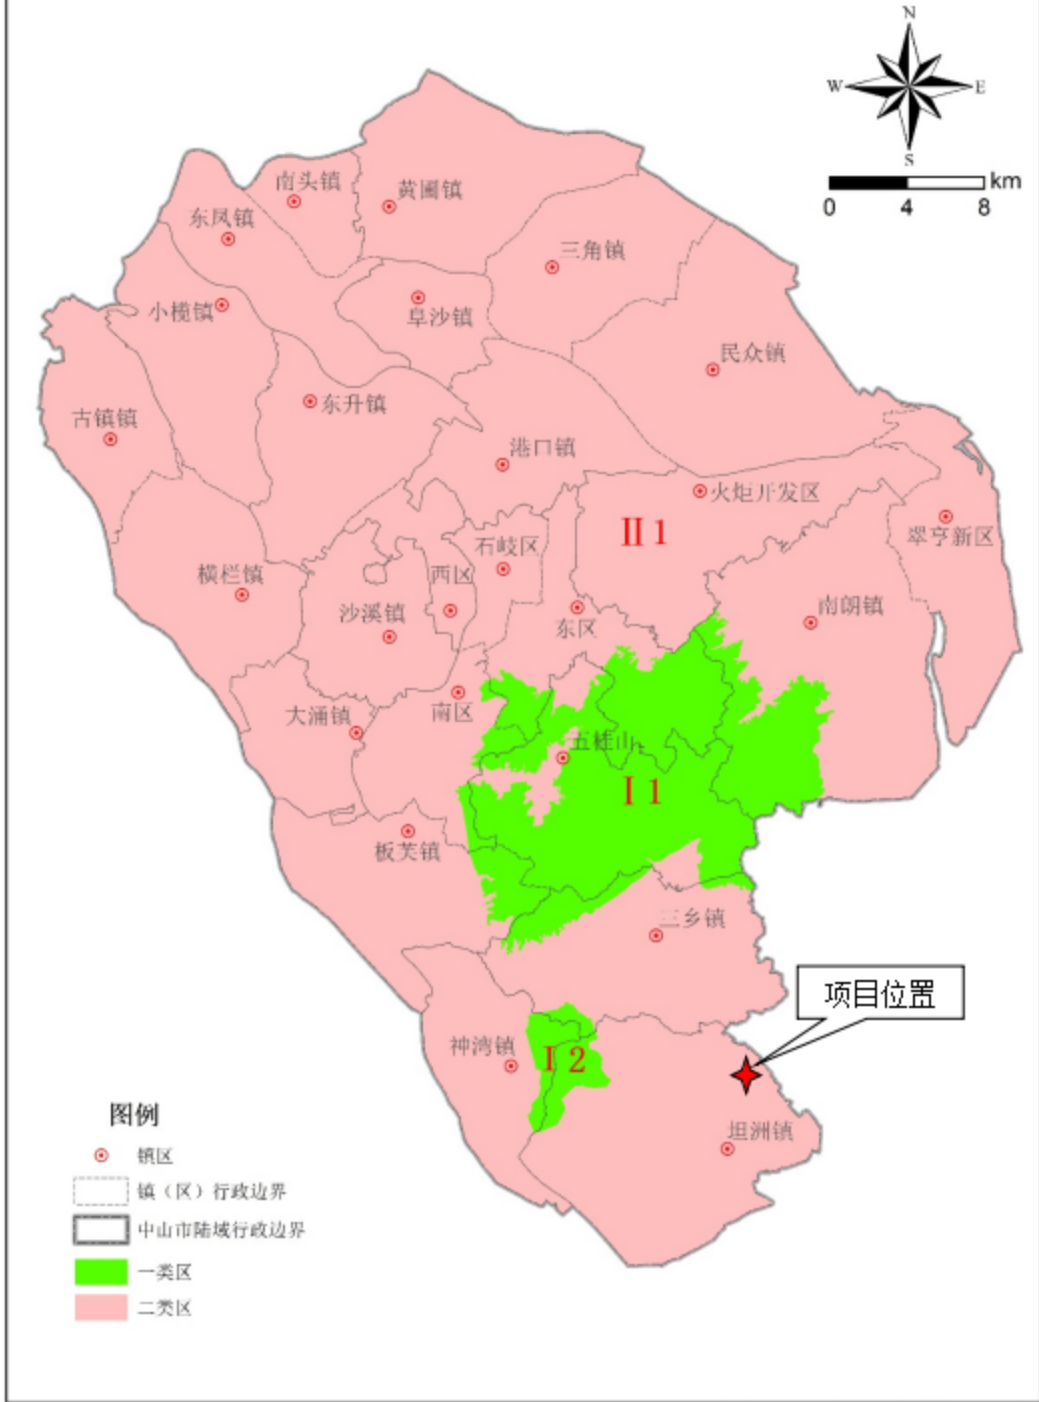 N
W
E
S
km
0
4
8
南头镇
黄圃镇
东凤镇
三角镇
小榄镇
阜沙镇
民众镇
古镇镇
东升镇
港口镇
火炬开发区
II 1
翠亨新区
石岐区
横栏镇
西区
沙溪镇
东区
南朗镇
大涌镇
南区
五桂山
I 1
板芙镇
三乡镇
项目位置
神湾镇
I 2
坦洲镇
图例
镇区
镇（区）行政边界
中山市陆域行政边界
一类区
二类区